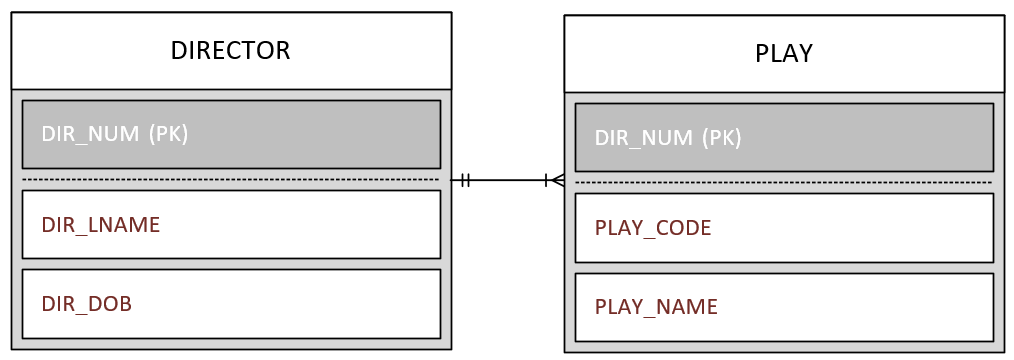 DIRECTOR
DIR_NUM (PK)
DIR_LNAME
DIR_DOB
PLAY
DIR_NUM (PK)
PLAY_CODE
PLAY_NAME